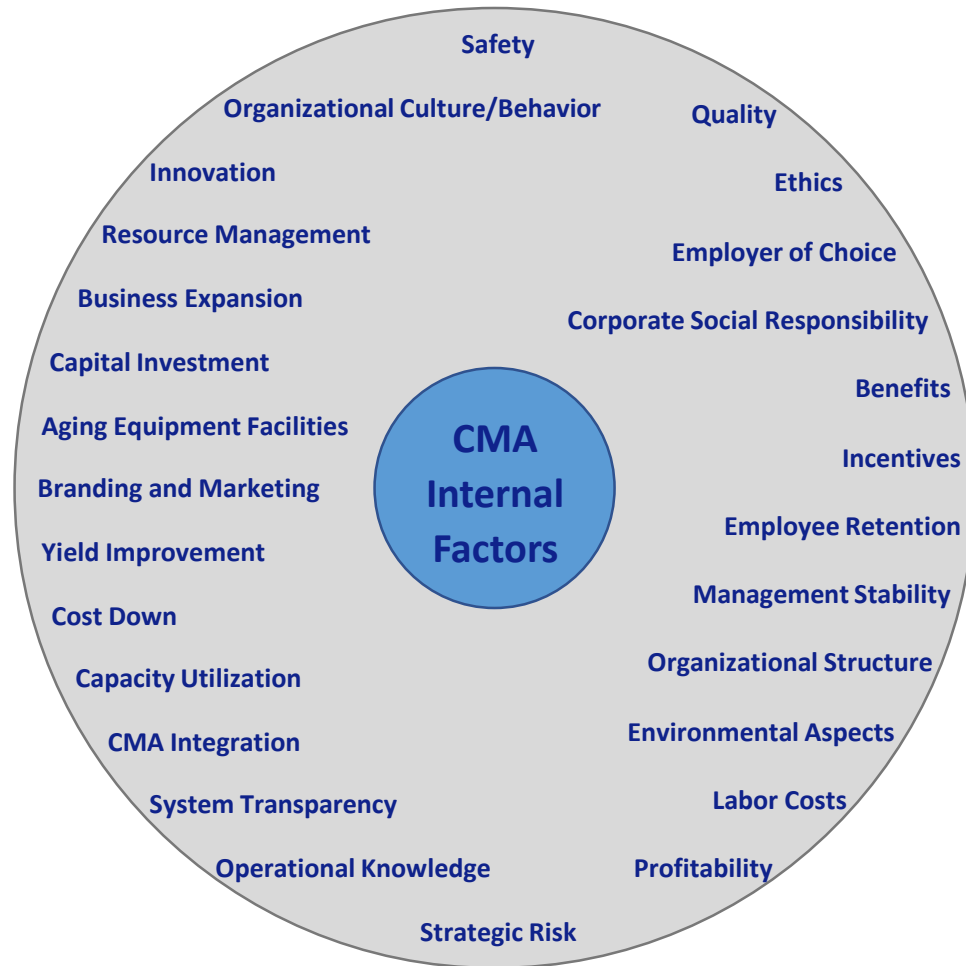 Safety
Organizational Culture/Behavior
Quality
Innovation
Ethics
Resource Management
Employer of Choice
Business Expansion
Corporate Social Responsibility
Capital Investment
Benefits
Aging Equipment Facilities
CMA
Internal
Factors
Incentives
Branding and Marketing
Employee Retention
Yield Improvement
Management Stability
Cost Down
Organizational Structure
Capacity Utilization
Environmental Aspects
CMA Integration
Labor Costs
System Transparency
Profitability
Operational Knowledge
Strategic Risk